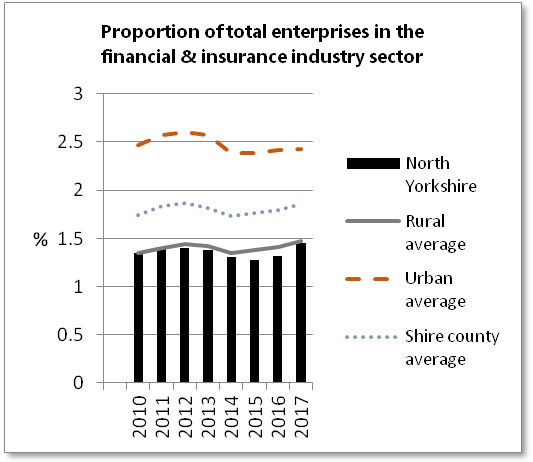 Proportion of total enterprises in the
financial & insurance industry sector
3
2.5
2
1.5
1
0.5
0
%
2010
2011
2012
2013
2014
2015
2016
2017
North
Yorkshire
Rural
average
Urban
average
Shire county
average